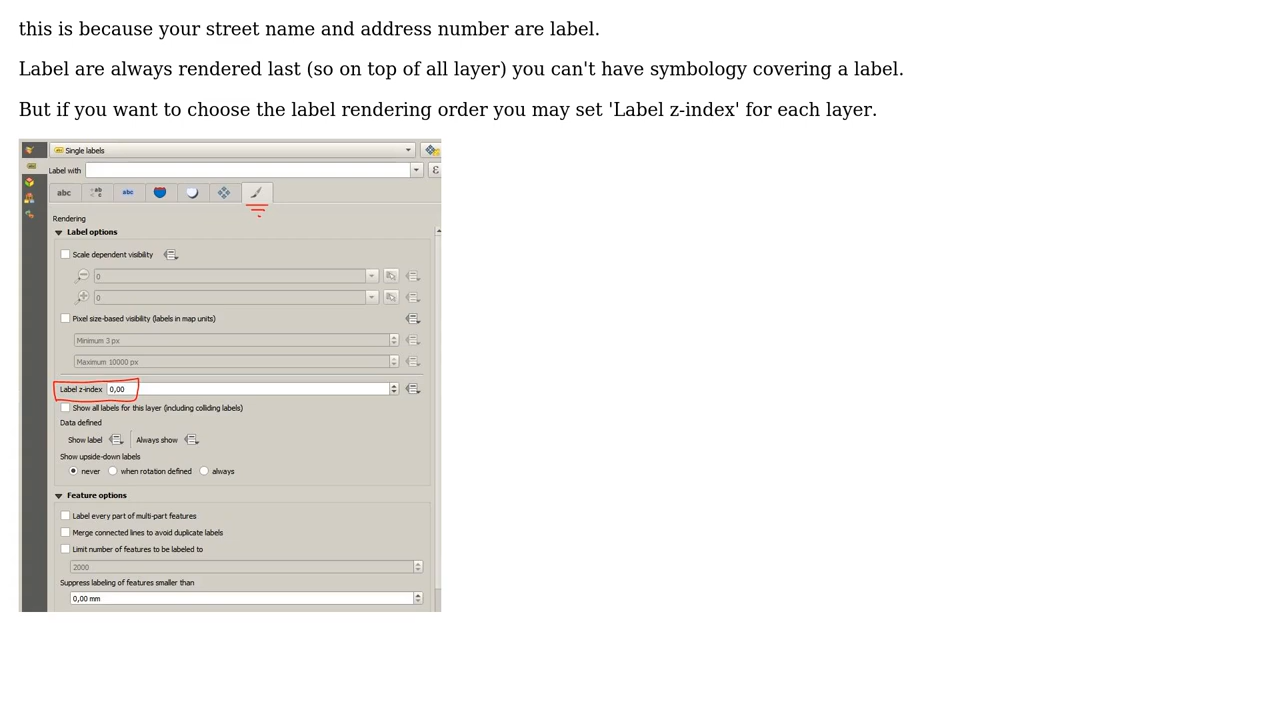 this is because your street name and address number are label.
Label are always rendered last (so on top of all layer) you can't have symbology covering a label.
But if you want to choose the label rendering order you may set 'Label z-index' for each layer.
Single labels
Label with
abc
abc
Rendering
Label options
Scale dependent visibility
0
0
Pixel size-based visibility (labels in map units)
Minimum 3 px
Maximum 10000 px
Label z-index 0,00
Show all labels for this layer (including colliding labels)
Data defined
Show label Always show
Show upside-down labels
never when rotation defined always
Feature options
Label every part of multi-part features
Merge connected lines to avoid duplicate labels
Limit number of features to be labeled to
2000
Suppress labeling of features smaller than
0,00 mm